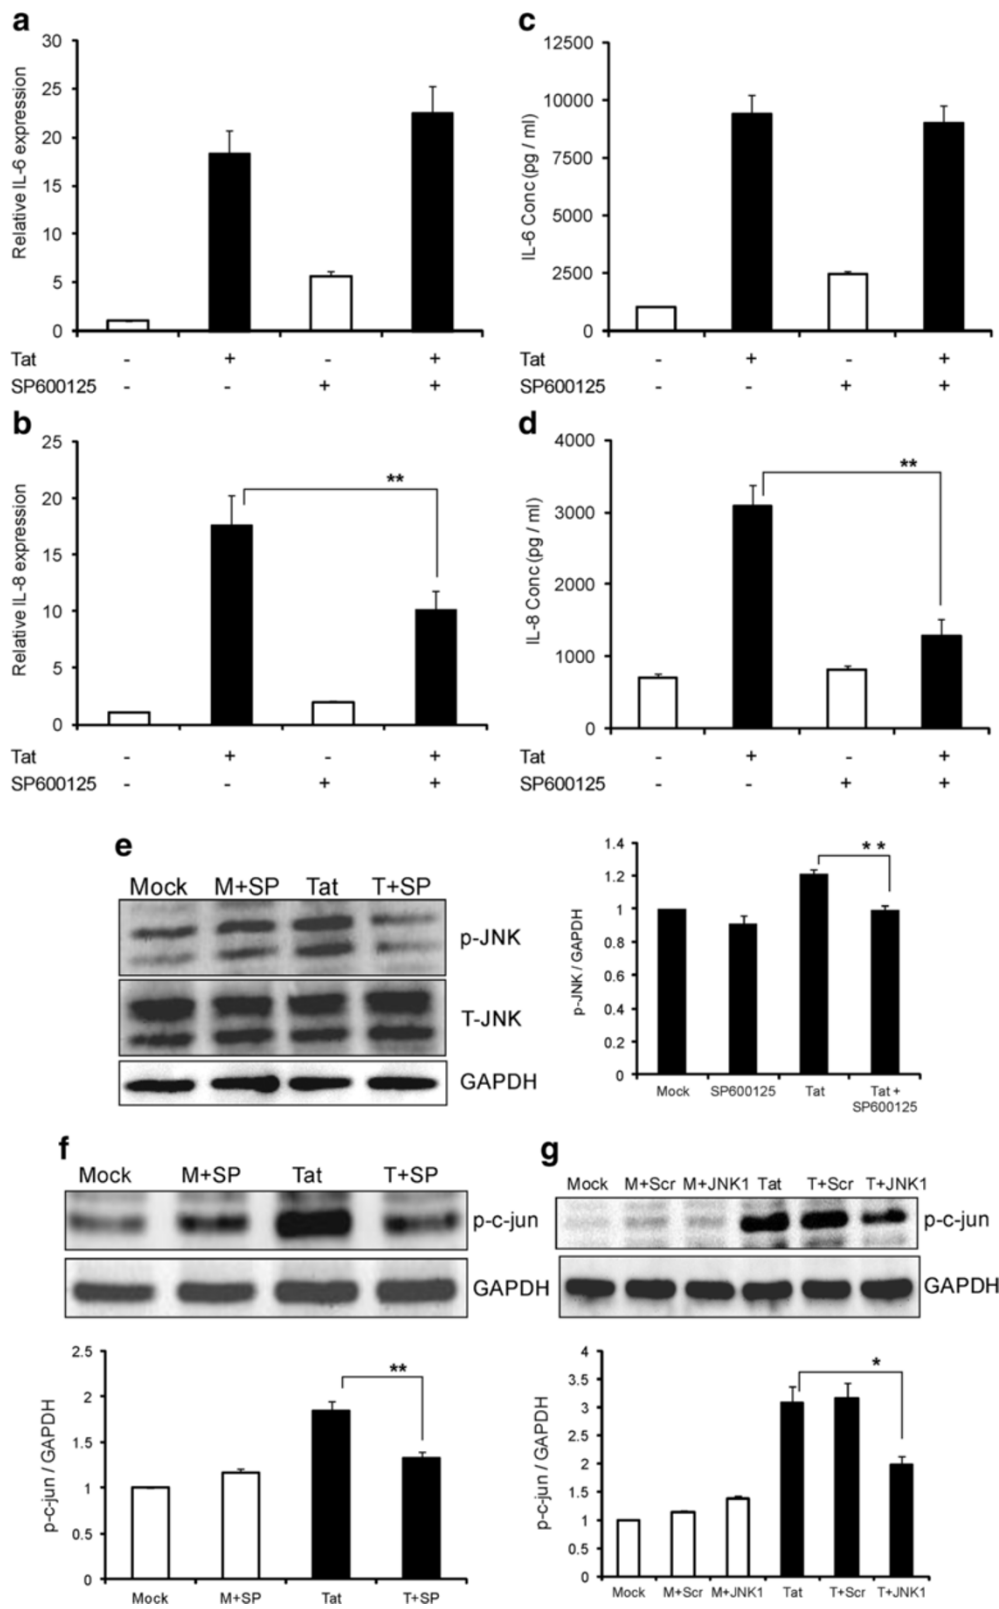 a
30
25
20
15
10
5
0
Relative IL-6 expression
Tat - + - +
SP600125 - - + +
c
12500
10000
7500
5000
2500
0
IL-6 Conc (pg / ml)
Tat - + - +
SP600125 - - + +
b
25
20
15
10
5
0
Relative IL-8 expression
**
Tat - + - +
SP600125 - - + +
d
4000
3000
2000
1000
0
IL-8 Conc (pg / ml)
**
Tat - + - +
SP600125 - - + +
e
Mock M+SP Tat T+SP
p-JNK
T-JNK
GAPDH
1.4
1.2
1
0.8
0.6
0.4
0.2
0
p-JNK / GAPDH
* *
Mock SP600125 Tat Tat +
SP600125
f
Mock M+SP Tat T+SP
p-c-jun
GAPDH
2.5
2
1.5
1
0.5
0
p-c-jun / GAPDH
**
Mock M+SP Tat T+SP
g
Mock M+Scr M+JNK1 Tat T+Scr T+JNK1
p-c-jun
GAPDH
4
3.5
3
2.5
2
1.5
1
0.5
0
p-c-jun / GAPDH
*
Mock M+Scr M+JNK1 Tat T+Scr T+JNK1